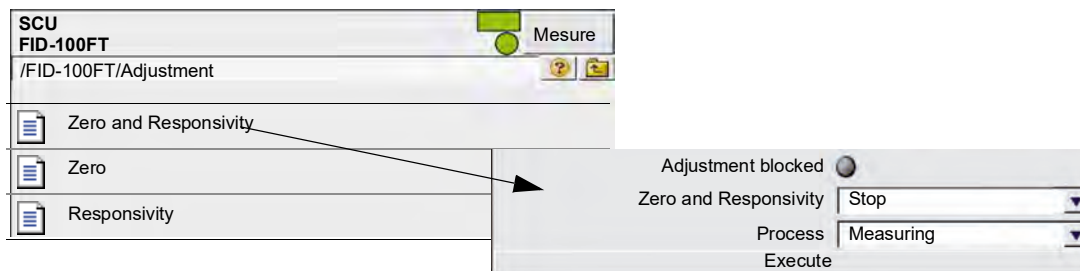 SCU
FID-100FT
Mesure
/FID-100FT/Adjustment
?
Zero and Responsivity
Zero
Responsivity
Adjustment blocked
Zero and Responsivity Stop
Process Measuring
Execute